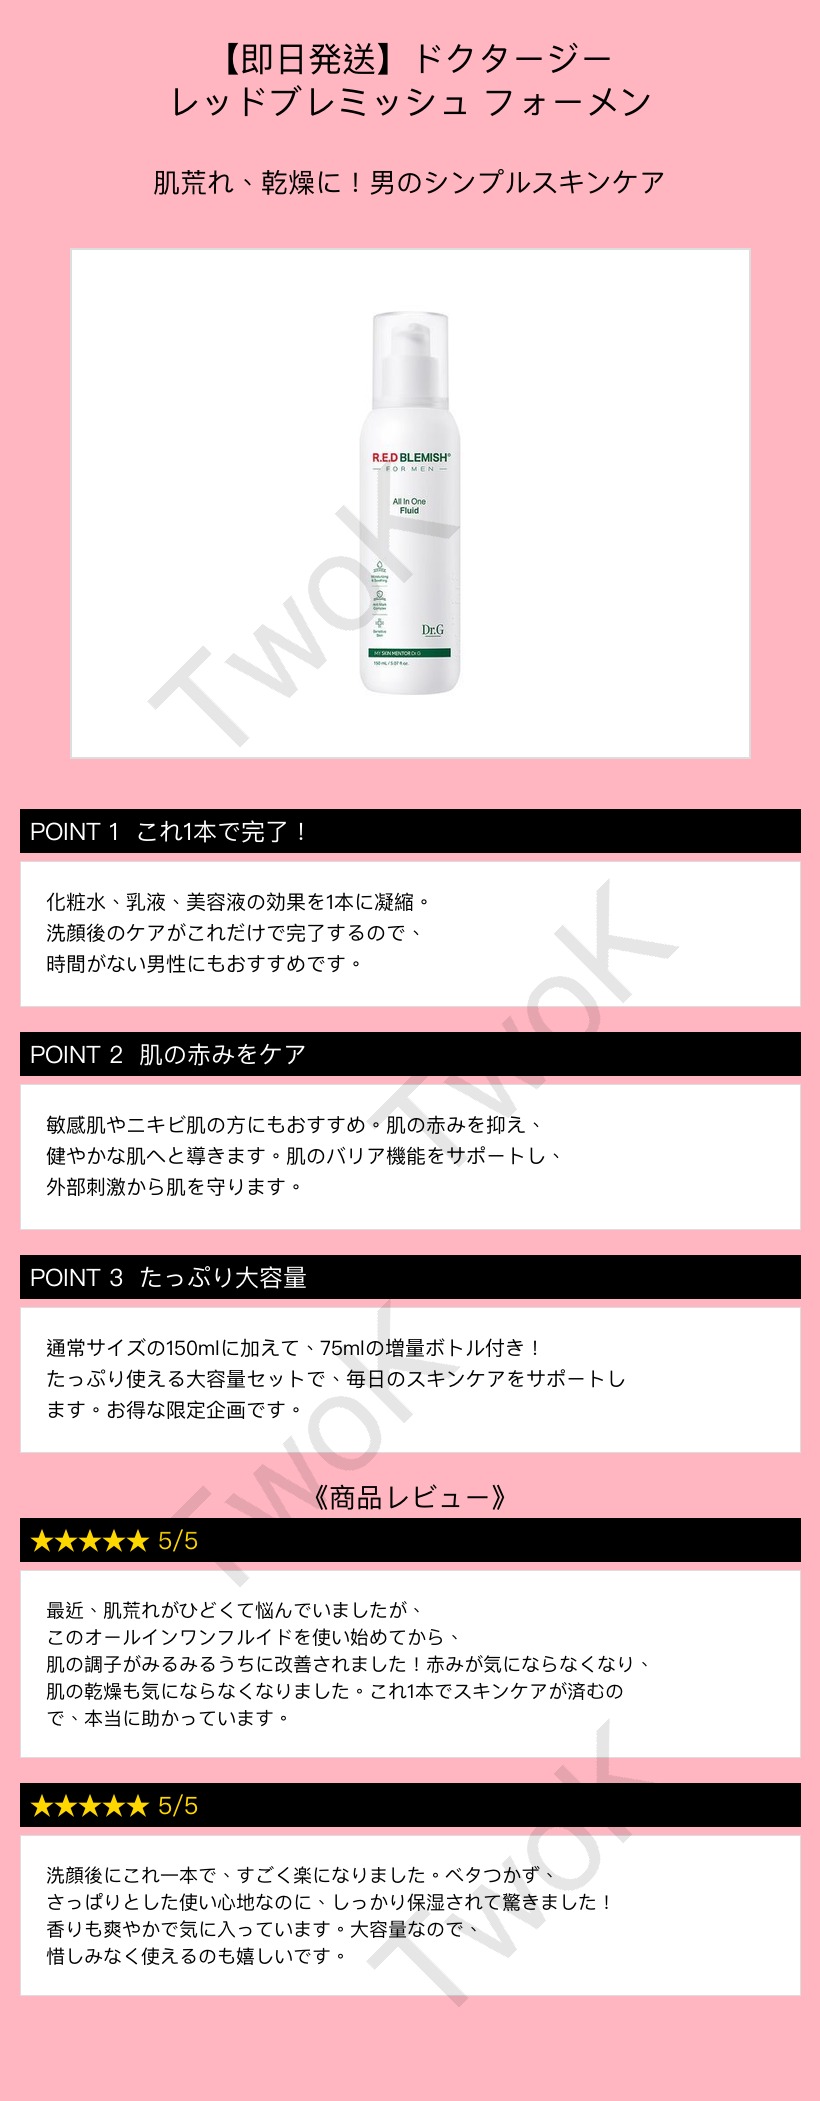 【即日発送】ドクタージー
レッドブレミッシュ フォーメン
肌荒れ、乾燥に！男のシンプルスキンケア
R.E.D BLEMISH®
FOR MEN
All In One
Fluid
Moisturizing
& Soothing
Sensitive
Skin
Dr.G
MY SKIN MENTOR Dr.G
150 mL / 5.07 fl.oz.
TwoK
POINT 1 これ1本で完了！
化粧水、乳液、美容液の効果を1本に凝縮。
洗顔後のケアがこれだけで完了するので、
時間がない男性にもおすすめです。
TwoK
POINT 2 肌の赤みをケア
敏感肌やニキビ肌の方にもおすすめ。肌の赤みを抑え、
健やかな肌へと導きます。肌のバリア機能をサポートし、
外部刺激から肌を守ります。
POINT 3 たっぷり大容量
通常サイズの150mlに加えて、75mlの増量ボトル付き！
たっぷり使える大容量セットで、毎日のスキンケアをサポートし
ます。お得な限定企画です。
TwoK
《商品レビュー》
★★★★★ 5/5
最近、肌荒れがひどくて悩んでいましたが、
このオールインワンフルイドを使い始めてから、
肌の調子がみるみるうちに改善されました！赤みが気にならなくなり、
肌の乾燥も気にならなくなりました。これ1本でスキンケアが済むの
で、本当に助かっています。
★★★★★ 5/5
洗顔後にこれ一本で、すごく楽になりました。ベタつかず、
さっぱりとした使い心地なのに、しっかり保湿されて驚きました！
香りも爽やかで気に入っています。大容量なので、
惜しみなく使えるのも嬉しいです。
TwoK